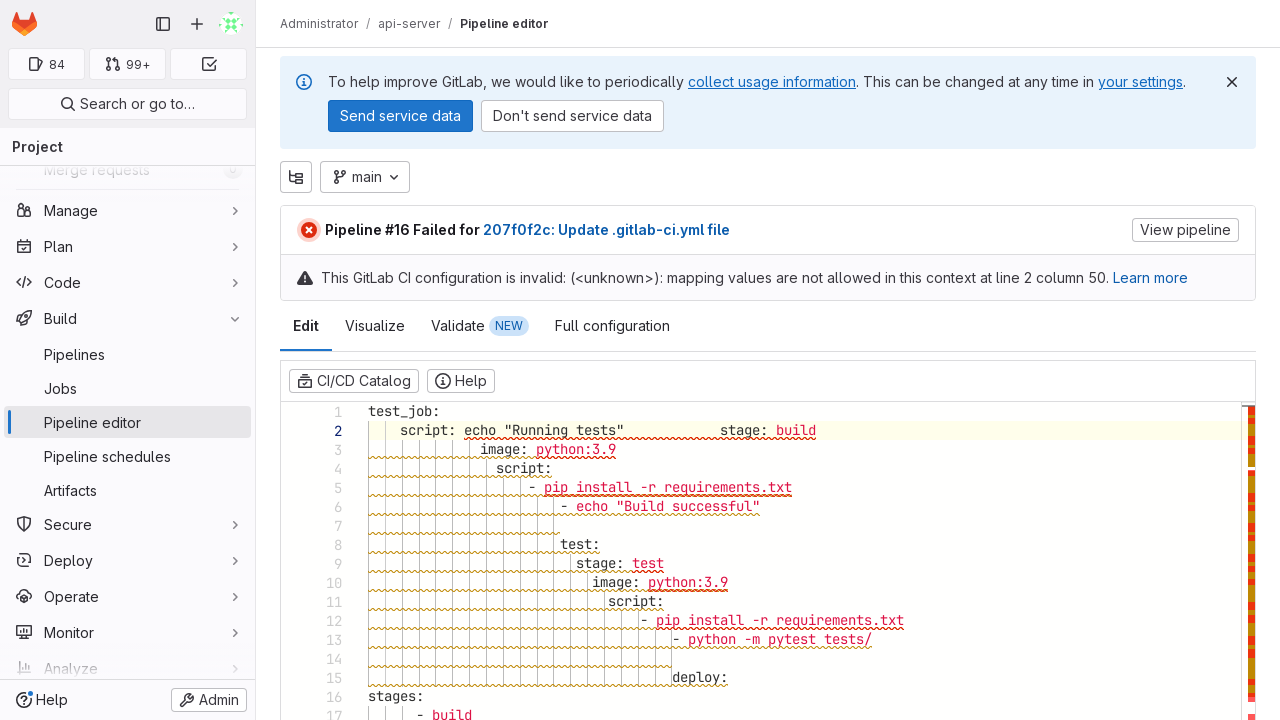 Administrator / api-server / Pipeline editor
84
99+
Search or go to…
Project
Merge requests
Manage
Plan
Code
Build
Pipelines
Jobs
Pipeline editor
Pipeline schedules
Artifacts
Secure
Deploy
Operate
Monitor
Analyze
Help
Admin
To help improve GitLab, we would like to periodically collect usage information. This can be changed at any time in your settings.
Send service data
Don't send service data
main
Pipeline #16 Failed for 207f0f2c: Update .gitlab-ci.yml file
View pipeline
This GitLab CI configuration is invalid: (<unknown>): mapping values are not allowed in this context at line 2 column 50. Learn more
Edit
Visualize
Validate NEW
Full configuration
CI/CD Catalog
Help
1 test_job:
2 script: echo "Running tests" stage: build
3 image: python:3.9
4 script:
5 - pip install -r requirements.txt
6 - echo "Build successful"
7
8 test:
9 stage: test
10 image: python:3.9
11 script:
12 - pip install -r requirements.txt
13 - python -m pytest tests/
14
15 deploy:
16 stages:
17 - build